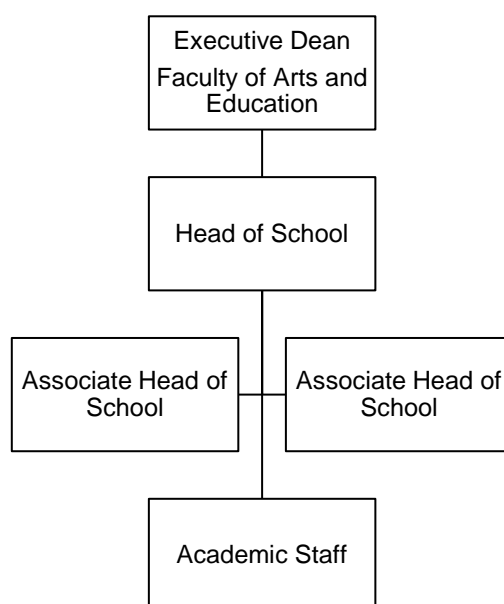 Executive Dean
Faculty of Arts and
Education
Head of School
Associate Head of
School
Associate Head of
School
Academic Staff